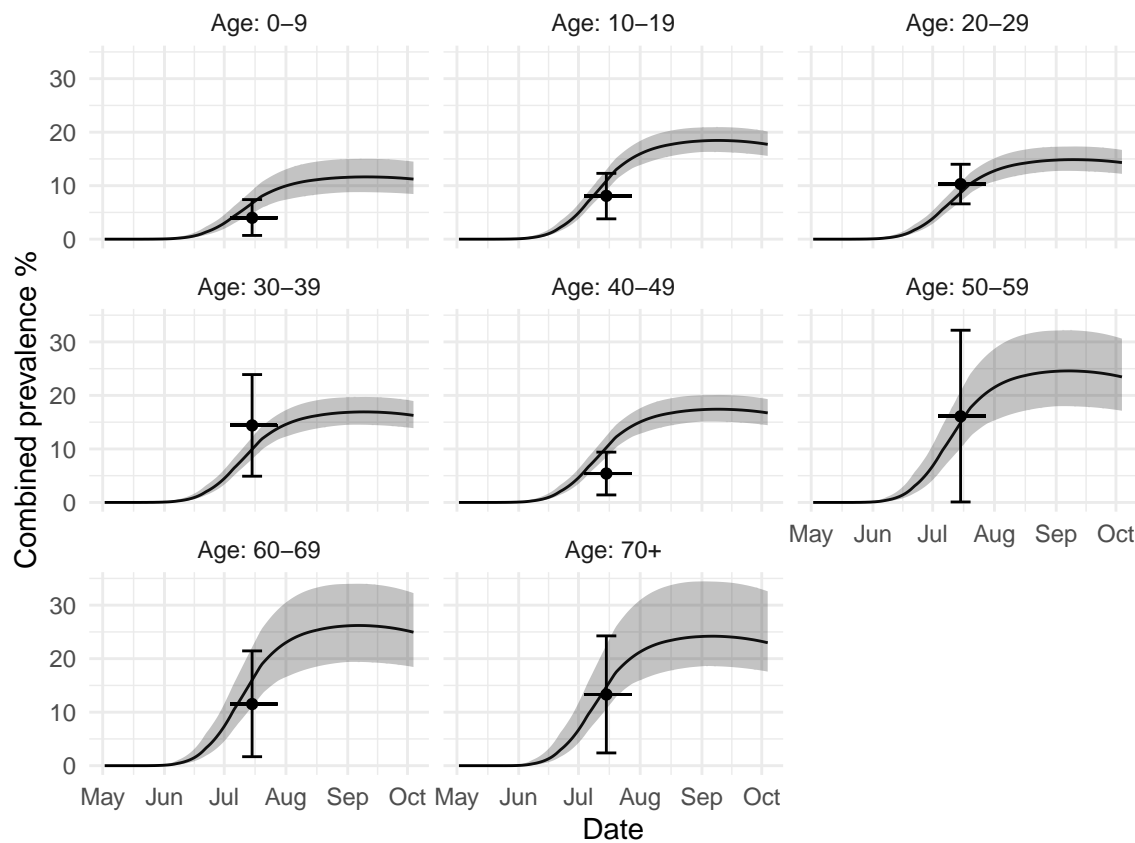 Age: 0−9
Age: 10−19
Age: 20−29
30
20
10
0
Age: 30−39
Age: 40−49
Age: 50−59
30
20
10
0
May Jun Jul Aug Sep Oct
Age: 60−69
Age: 70+
30
20
10
0
May Jun Jul Aug Sep Oct
May Jun Jul Aug Sep Oct
Combined prevalence %
Date